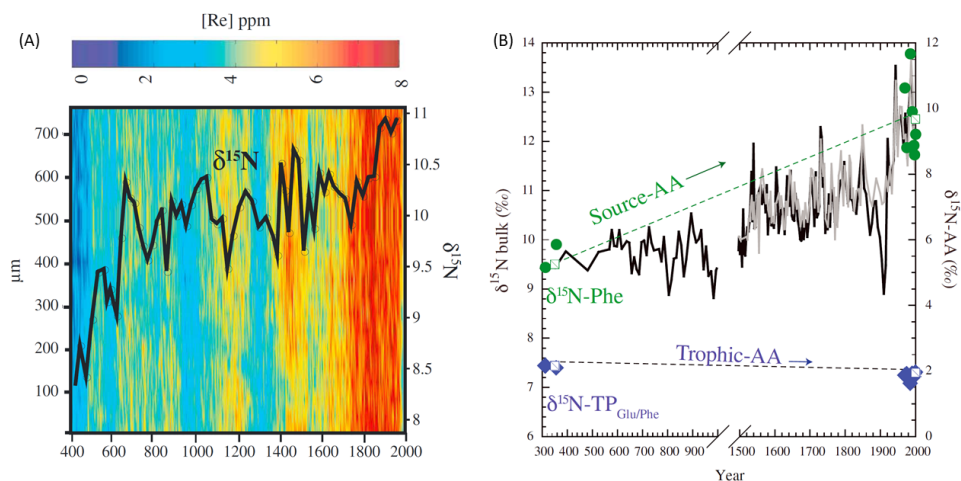 (A)
[Re] ppm
0 2 4 6 8
700
600
500
400
300
200
100
µm
δ¹⁵N
11
10.5
10
9.5
9
8.5
8
δ¹⁵N
400 600 800 1000 1200 1400 1600 1800 2000
(B)
14
13
12
11
10
9
8
7
6
δ¹⁵N bulk (‰)
Source-AA
δ¹⁵N-Phe
Trophic-AA
δ¹⁵N-TP Glu/Phe
12
10
8
6
4
2
0
δ¹⁵N-AA (‰)
300 400 500 600 700 800 900 1500 1600 1700 1800 1900 2000
Year